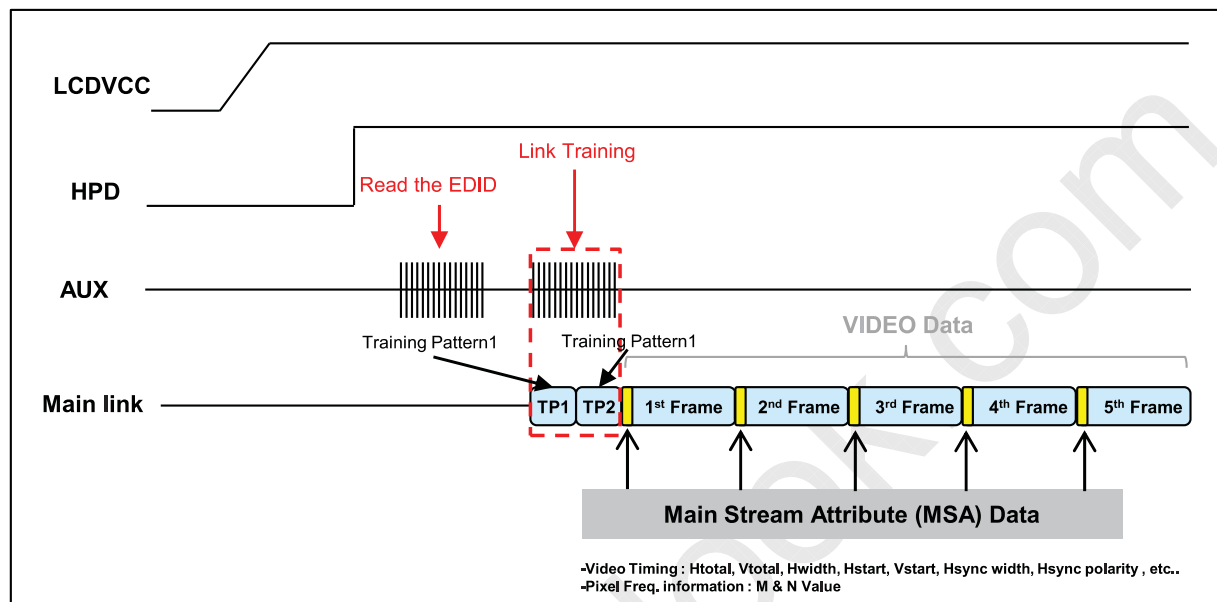 LCDVCC
HPD
Read the EDID
Link Training
AUX
Training Pattern1
Training Pattern1
VIDEO Data
Main link
TP1
TP2
1st Frame
2nd Frame
3rd Frame
4th Frame
5th Frame
Main Stream Attribute (MSA) Data
-Video Timing : Htotal, Vtotal, Hwidth, Hstart, Vstart, Hsync width, Hsync polarity , etc..
-Pixel Freq. information : M & N Value
ook com